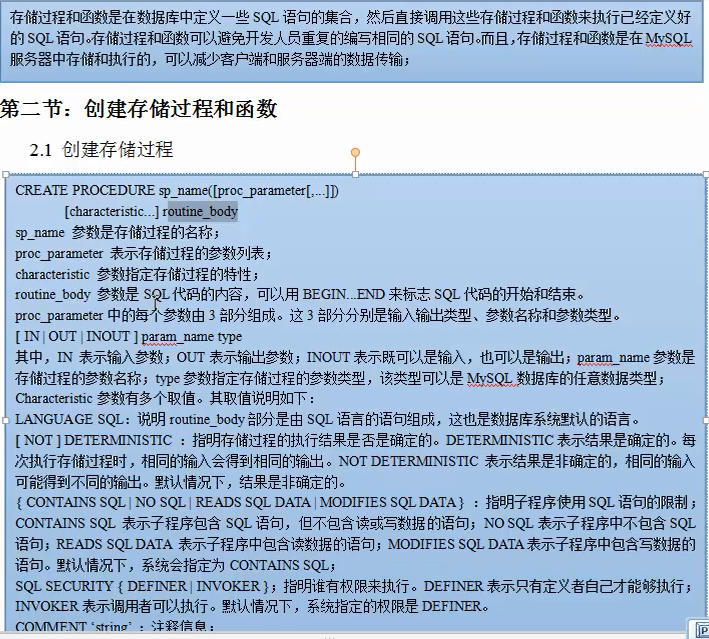 存储过程和函数是在数据库中定义一些 SQL 语句的集合，然后直接调用这些存储过程和函数来执行已经定义好
的 SQL 语句。存储过程和函数可以避免开发人员重复的编写相同的 SQL 语句。而且，存储过程和函数是在 MySQL
服务器中存储和执行的，可以减少客户端和服务器端的数据传输；
第二节：创建存储过程和函数
2.1 创建存储过程
CREATE PROCEDURE sp_name([proc_parameter[,...]])
[characteristic...] routine_body
sp_name 参数是存储过程的名称；
proc_parameter 表示存储过程的参数列表；
characteristic 参数指定存储过程的特性；
routine_body 参数是 SQL 代码的内容，可以用 BEGIN...END 来标志 SQL 代码的开始和结束。
proc_parameter 中的每个参数由 3 部分组成。这 3 部分分别是输入输出类型、参数名称和参数类型。
[ IN | OUT | INOUT ] param_name type
其中，IN 表示输入参数；OUT 表示输出参数；INOUT 表示既可以是输入，也可以是输出；param_name 参数是
存储过程的参数名称；type 参数指定存储过程的参数类型，该类型可以是 MySQL 数据库的任意数据类型；
Characteristic 参数有多个取值。其取值说明如下：
LANGUAGE SQL：说明 routine_body 部分是由 SQL 语言的语句组成，这也是数据库系统默认的语言。
[ NOT ] DETERMINISTIC ：指明存储过程的执行结果是否是确定的。DETERMINISTIC 表示结果是确定的。每
次执行存储过程时，相同的输入会得到相同的输出。NOT DETERMINISTIC 表示结果是非确定的，相同的输入
可能得到不同的输出。默认情况下，结果是非确定的。
{ CONTAINS SQL | NO SQL | READS SQL DATA | MODIFIES SQL DATA } ：指明子程序使用 SQL 语句的限制；
CONTAINS SQL 表示子程序包含 SQL 语句，但不包含读或写数据的语句；NO SQL 表示子程序中不包含 SQL
语句；READS SQL DATA 表示子程序中包含读数据的语句；MODIFIES SQL DATA 表示子程序中包含写数据的
语句。默认情况下，系统会指定为 CONTAINS SQL；
SQL SECURITY { DEFINER | INVOKER }；指明谁有权限来执行。DEFINER 表示只有定义者自己才能够执行；
INVOKER 表示调用者可以执行。默认情况下，系统指定的权限是 DEFINER。
COMMENT ‘string’ ：注释信息；